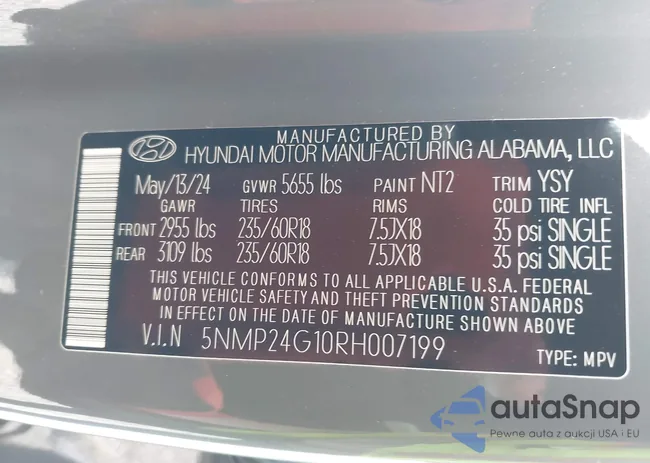 MANUFACTURED BY
HYUNDAI MOTOR MANUFACTURING ALABAMA, LLC
May/13/24 GVWR 5655 lbs PAINT NT2 TRIM YSY
GAWR TIRES RIMS COLD TIRE INFL
FRONT 2955 lbs 235/60R18 7.5JX18 35 psi SINGLE
REAR 3109 lbs 235/60R18 7.5JX18 35 psi SINGLE
THIS VEHICLE CONFORMS TO ALL APPLICABLE U.S.A. FEDERAL
MOTOR VEHICLE SAFETY AND THEFT PREVENTION STANDARDS
IN EFFECT ON THE DATE OF MANUFACTURE SHOWN ABOVE
V.I.N 5NMP24G10RH007199
TYPE: MPV
autaSnap
Pewne auta z aukcji USA i EU